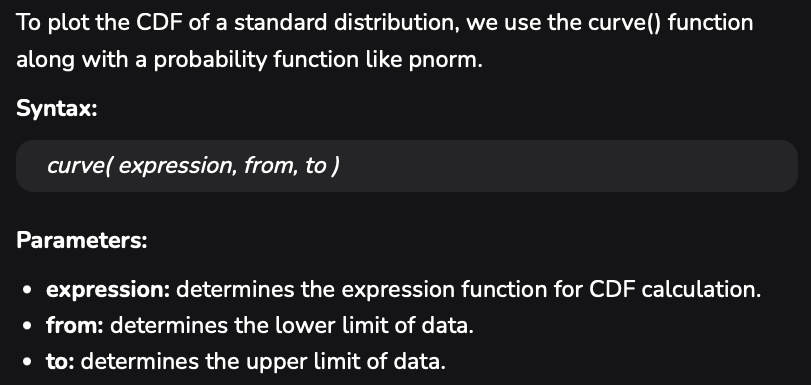 To plot the CDF of a standard distribution, we use the curve() function
along with a probability function like pnorm.
Syntax:
curve( expression, from, to )
Parameters:
• expression: determines the expression function for CDF calculation.
• from: determines the lower limit of data.
• to: determines the upper limit of data.